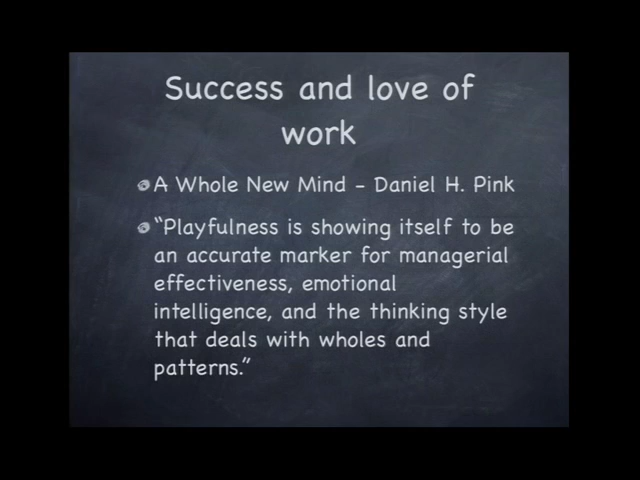 Success and love of
work
A Whole New Mind - Daniel H. Pink
“Playfulness is showing itself to be
an accurate marker for managerial
effectiveness, emotional
intelligence, and the thinking style
that deals with wholes and
patterns.”